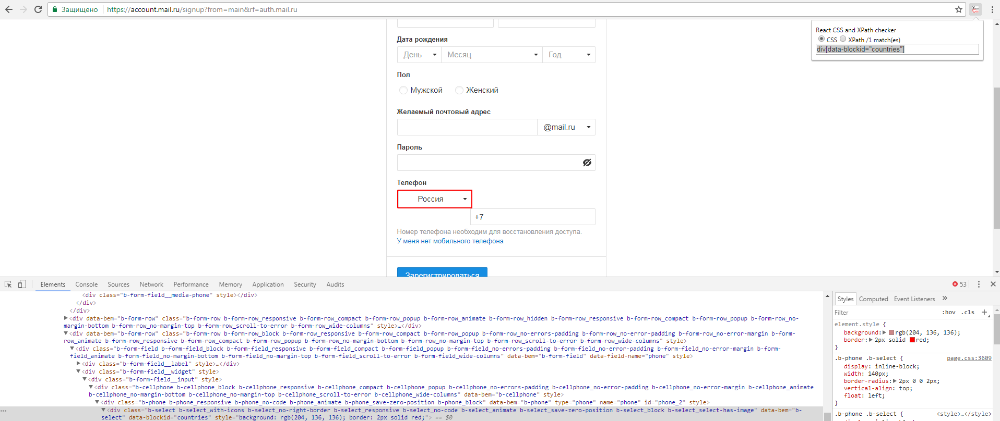 Защищено https://account.mail.ru/signup?from=main&rf=auth.mail.ru
React CSS and XPath checker
CSS XPath /1 match(es)
div[data-blockid="countries"]
Дата рождения
День Месяц Год
Пол
Мужской Женский
Желаемый почтовый адрес
@mail.ru
Пароль
Телефон
Россия
+7
Номер телефона необходим для восстановления доступа.
У меня нет мобильного телефона
Зарегистрироваться
Elements Console Sources Network Performance Memory Application Security Audits 53
<div class="b-form-field__media-phone" style></div>
</div>
</div>
<div data-bem="b-form-row" class="b-form-row b-form-row_responsive b-form-row_compact b-form-row_popup b-form-row_animate b-form-row_hidden b-form-row_responsive b-form-row_compact b-form-row_popup b-form-row_no-
margin-bottom b-form-row_no-margin-top b-form-row_scroll-to-error b-form-row_wide-columns" style>…</div>
<div data-bem="b-form-row" class="b-form-row b-form-row_block b-form-row_responsive b-form-row_compact b-form-row_popup b-form-row_no-errors-padding b-form-row_no-error-padding b-form-row_no-error-margin b-form-
row_animate b-form-row_compact b-form-row_popup b-form-row_no-margin-bottom b-form-row_no-margin-top b-form-row_scroll-to-error b-form-row_wide-columns" style>
<div class="b-form-field b-form-field_block b-form-field_responsive b-form-field_compact b-form-field_popup b-form-field_no-errors-padding b-form-field_no-error-padding b-form-field_no-error-margin b-form-
field_animate b-form-field_no-margin-bottom b-form-field_no-margin-top b-form-field_scroll-to-error b-form-field_wide-columns" data-bem="b-form-field" data-field-name="phone" style>
<div class="b-form-field__label" style>…</div>
<div class="b-form-field__widget" style>
<div class="b-form-field__input" style>
<div class="b-cellphone b-cellphone_block b-cellphone_responsive b-cellphone_compact b-cellphone_popup b-cellphone_no-errors-padding b-cellphone_no-error-padding b-cellphone_no-error-margin b-cellphone_animate
b-cellphone_no-margin-bottom b-cellphone_no-margin-top b-cellphone_scroll-to-error b-cellphone_wide-columns" data-bem="b-cellphone" style>
<div class="b-phone b-phone_responsive b-phone_no-code b-phone_animate b-phone_save-zero-position b-phone_block" data-bem="b-phone" type="phone" name="phone" id="phone_2" style>
<div class="b-select b-select_with-icons b-select_no-right-border b-select_responsive b-select_no-code b-select_animate b-select_save-zero-position b-select_block b-select_select-has-image" data-bem="b-
select" data-blockid="countries" style="background: rgb(204, 136, 136); border: 2px solid red;"> == $0
Styles Computed Event Listeners »
Filter :hov .cls +
element.style {
background: rgb(204, 136, 136);
border: 2px solid red;
}
.b-phone .b-select { page.css:3609
display: inline-block;
width: 140px;
border-radius: 2px 0 0 2px;
vertical-align: top;
float: left;
}
.b-phone .b-select { <style>…</style>